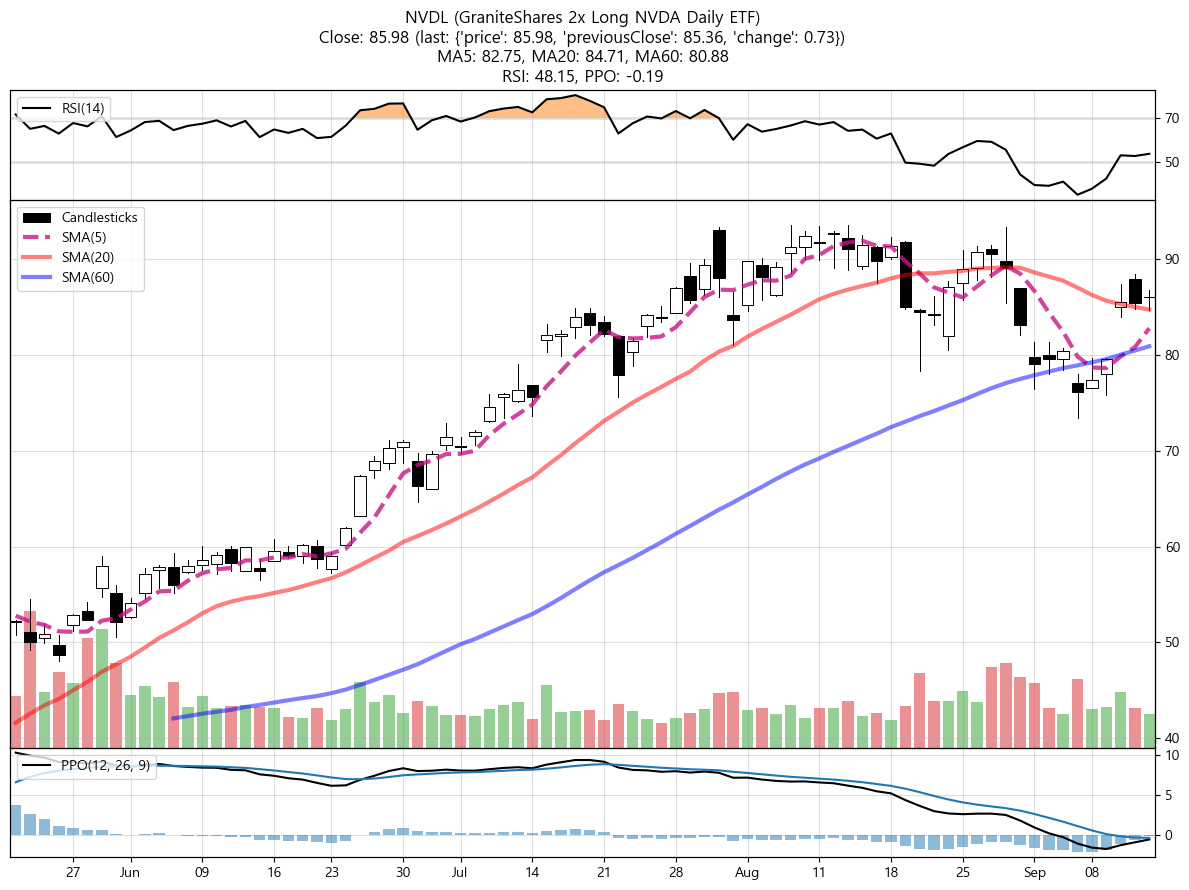 NVDL (GraniteShares 2x Long NVDA Daily ETF)
Close: 85.98 (last: {'price': 85.98, 'previousClose': 85.36, 'change': 0.73})
MA5: 82.75, MA20: 84.71, MA60: 80.88
RSI: 48.15, PPO: -0.19
RSI(14)
70
50
Candlesticks
SMA(5)
SMA(20)
SMA(60)
90
80
70
60
50
40
PPO(12, 26, 9)
10
5
0
27 Jun 09 16 23 30 Jul 14 21 28 Aug 11 18 25 Sep 08